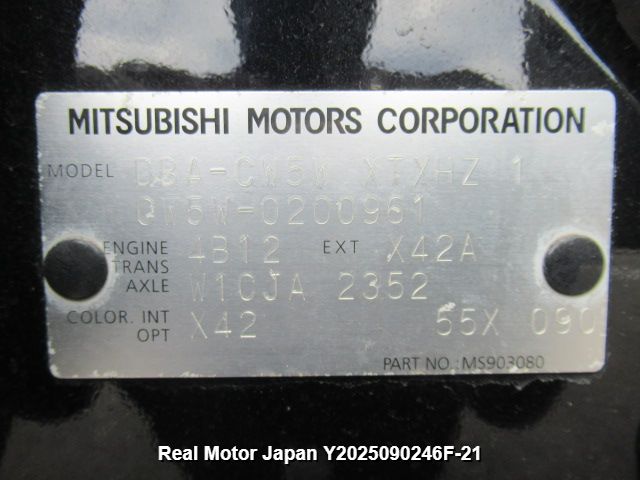 MITSUBISHI MOTORS CORPORATION
MODEL DBA-CW5W XTXHZ 1
CW5W-0200961
ENGINE 4B12 EXT X42A
TRANS
AXLE W1CJA 2352
COLOR. INT X42 55X 090
OPT
PART NO.: MS903080
Real Motor Japan Y2025090246F-21